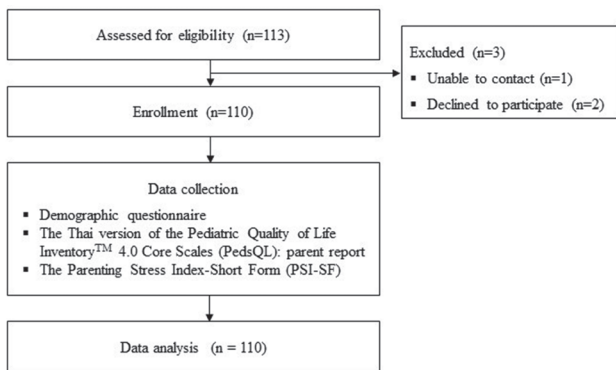 Assessed for eligibility (n=113)
Excluded (n=3)
▪ Unable to contact (n=1)
▪ Declined to participate (n=2)
Enrollment (n=110)
Data collection
▪ Demographic questionnaire
▪ The Thai version of the Pediatric Quality of Life
Inventory™ 4.0 Core Scales (PedsQL): parent report
▪ The Parenting Stress Index-Short Form (PSI-SF)
Data analysis (n = 110)